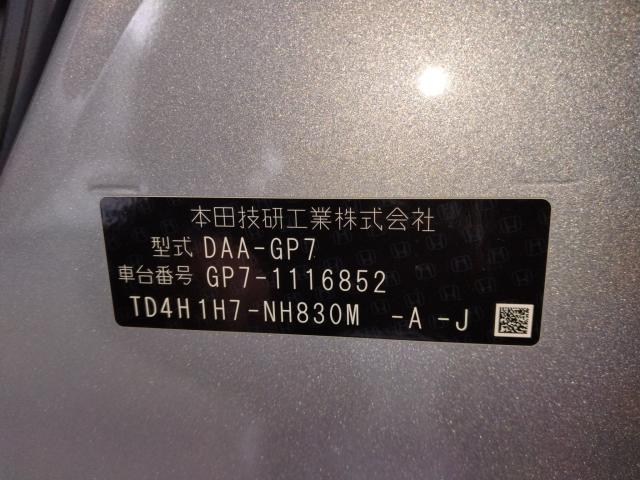 本田技研工業株式会社
型式 DAA-GP7
車台番号 GP7-1116852
TD4H1H7-NH830M -A-J